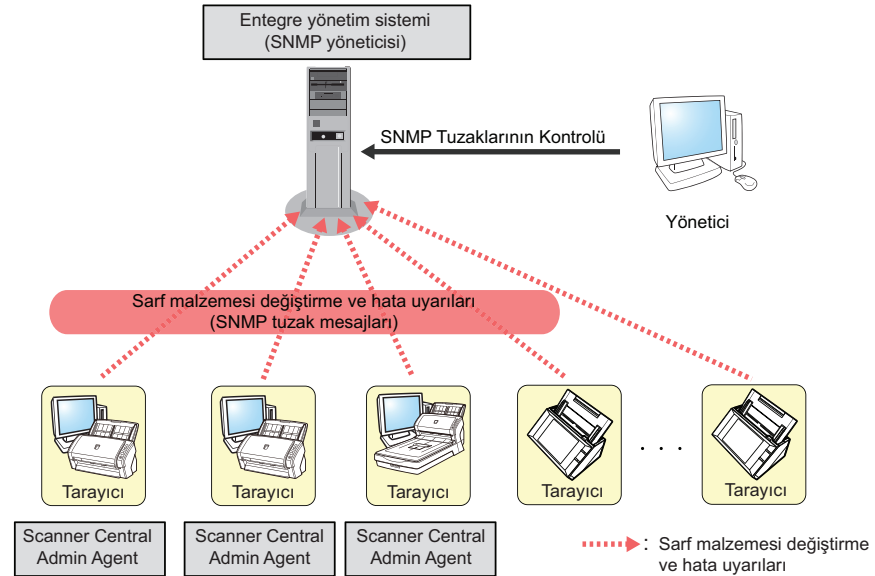 Entegre yönetim sistemi
(SNMP yöneticisi)
SNMP Tuzaklarının Kontrolü
Yönetici
Sarf malzemesi değiştirme ve hata uyarıları
(SNMP tuzak mesajları)
Tarayıcı
Tarayıcı
Tarayıcı
Tarayıcı
. . .
Tarayıcı
Scanner Central
Admin Agent
Scanner Central
Admin Agent
Scanner Central
Admin Agent
: Sarf malzemesi değiştirme
ve hata uyarıları